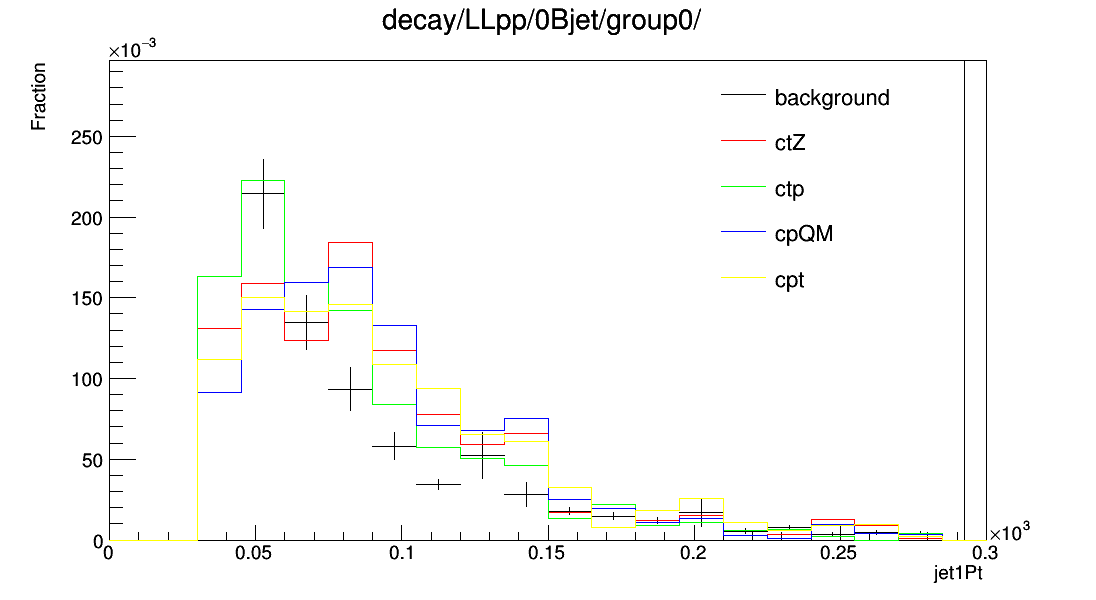 decay/LLpp/0Bjet/group0/
×10⁻³
Fraction
background
ctZ
ctp
cpQM
cpt
250
200
150
100
50
0
0 0.05 0.1 0.15 0.2 0.25 0.3
×10³
jet1Pt